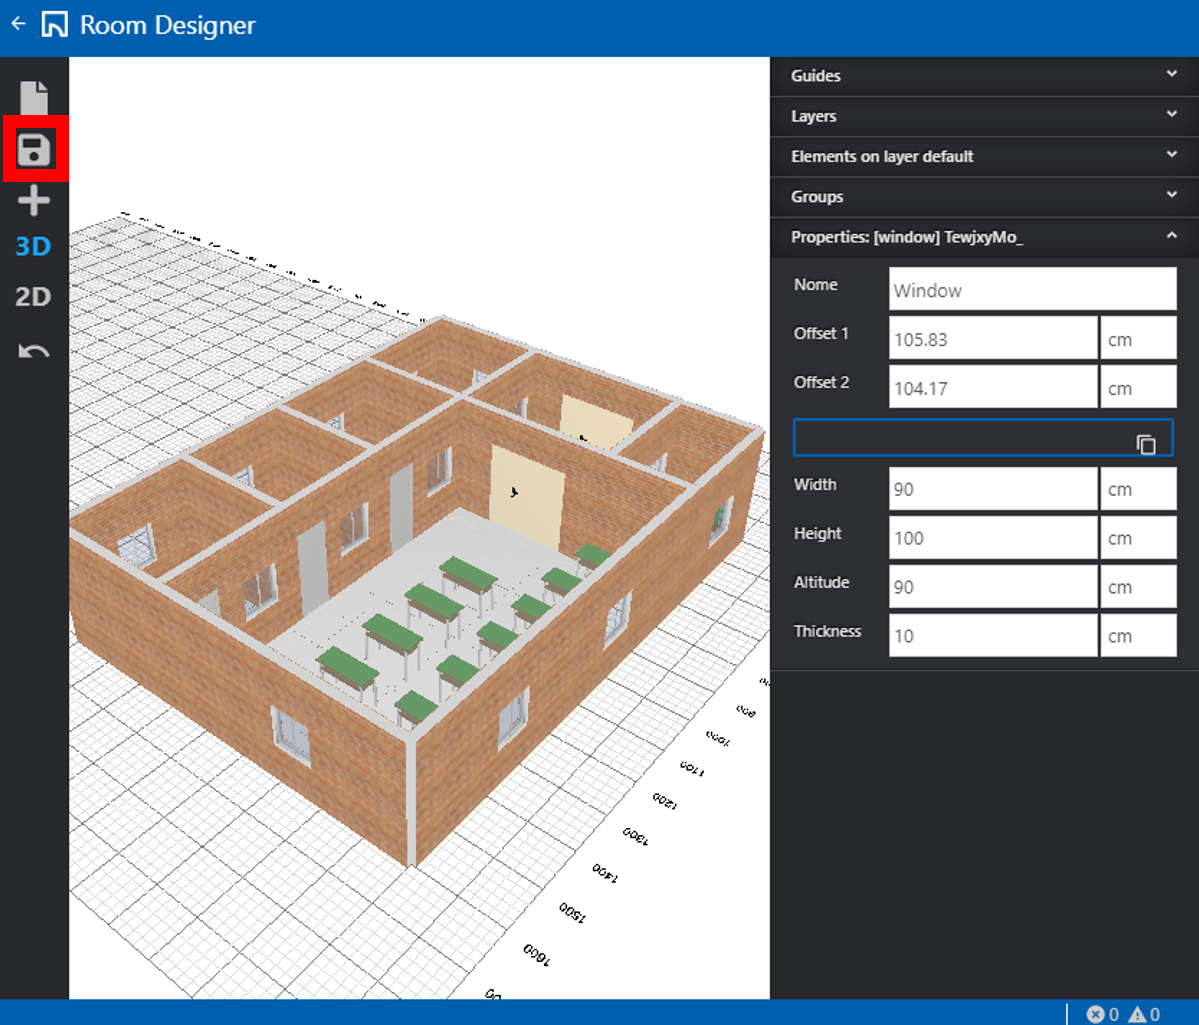 Room Designer
3D
2D
900
1000
1100
1200
1300
1400
1500
1600
Guides
Layers
Elements on layer default
Groups
Properties: [window] TewjxyMo_
Nome Window
Offset 1 105.83 cm
Offset 2 104.17 cm
Width 90 cm
Height 100 cm
Altitude 90 cm
Thickness 10 cm
0 0